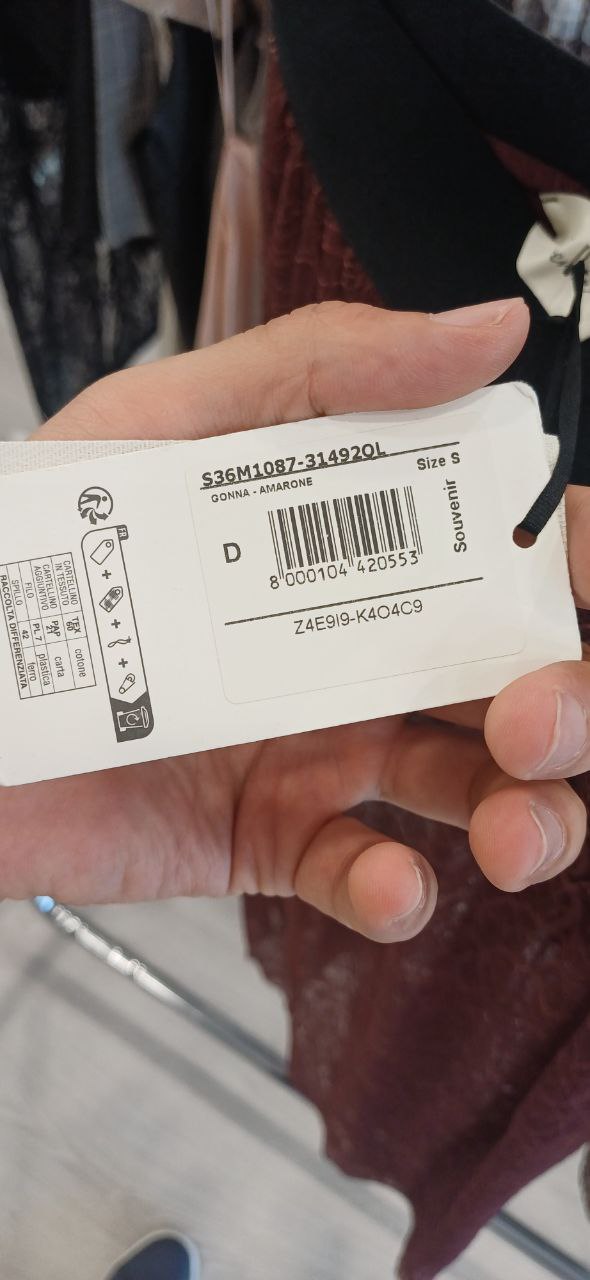 S36M1087-314920L
GONNA - AMARONE
Size S
D
8 000104 420553
Souvenir
Z4E9I9-K4O4C9
FR
+
+
+
CARTELLINO IN TESSUTO TEX 60 cotone
CARTELLINO AGGIUNTIVO PAP 21 carta
FILO PL 7 plastica
SPILLO 42 ferro
RACCOLTA DIFFERENZIATA